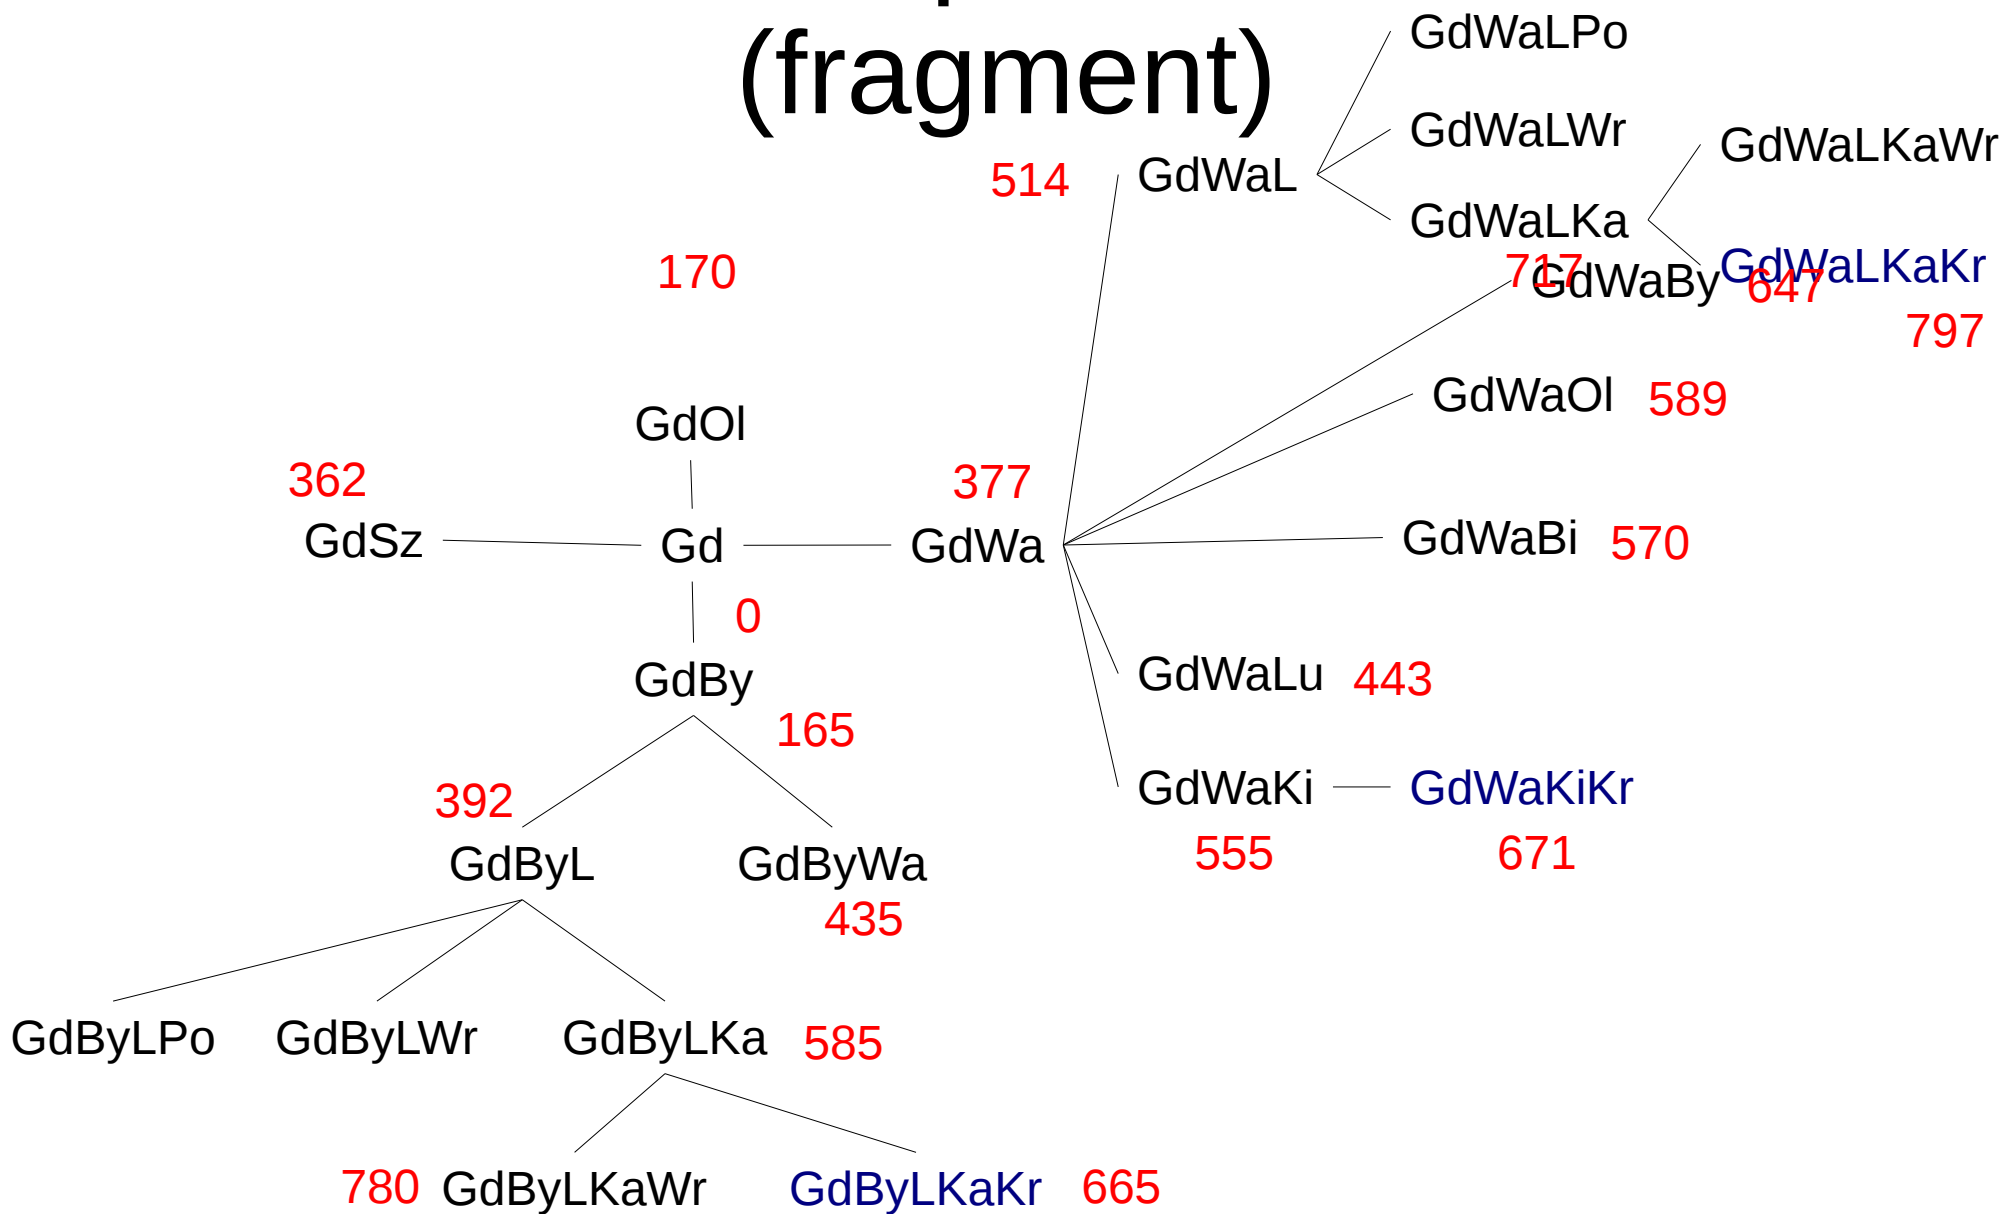 (fragment)
GdWaLPo
GdWaLWr
GdWaLKaWr
514 GdWaL
GdWaLKa
170
717 GdWaBy 647 GdWaLKaKr
797
GdWaOl 589
GdOl
362
377
GdSz Gd GdWa
GdWaBi 570
0
GdBy
GdWaLu 443
165
392
GdWaKi GdWaKiKr
555 671
GdByL GdByWa
435
GdByLPo GdByLWr GdByLKa 585
780 GdByLKaWr GdByLKaKr 665